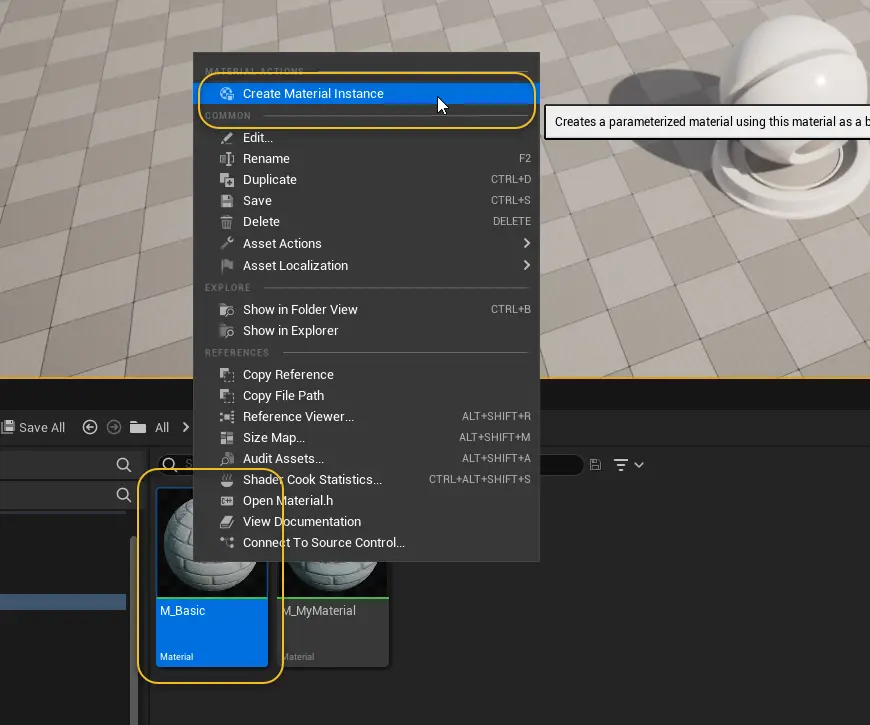 MATERIAL ACTIONS
Create Material Instance
Creates a parameterized material using this material as a b
COMMON
Edit...
Rename F2
Duplicate CTRL+D
Save CTRL+S
Delete DELETE
Asset Actions
Asset Localization
EXPLORE
Show in Folder View CTRL+B
Show in Explorer
REFERENCES
Copy Reference
Copy File Path
Reference Viewer... ALT+SHIFT+R
Size Map... ALT+SHIFT+M
Audit Assets... ALT+SHIFT+A
Shader Cook Statistics... CTRL+ALT+SHIFT+S
Open Material.h
View Documentation
Connect To Source Control...
Save All
All
S
M_Basic
Material
M_MyMaterial
Material